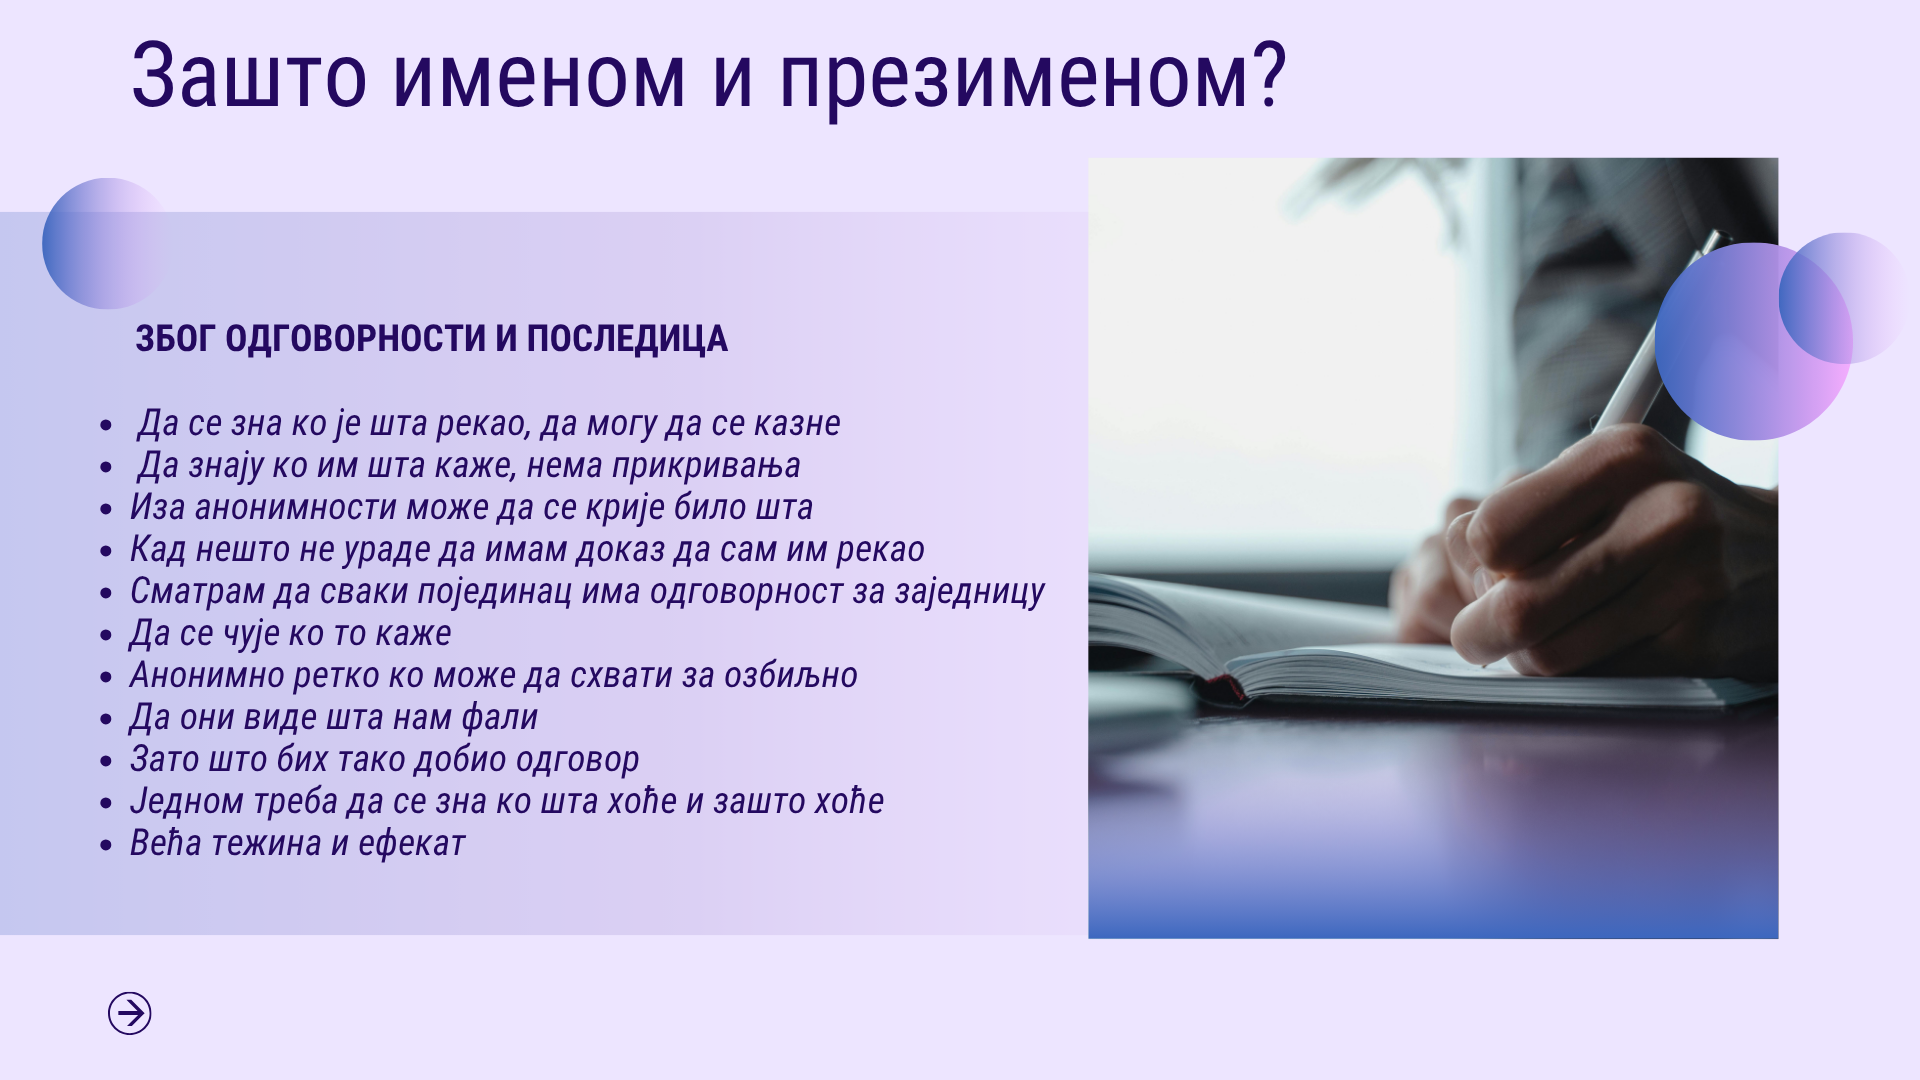 Зашто именом и презименом?
ЗБОГ ОДГОВОРНОСТИ И ПОСЛЕДИЦА
• Да се зна ко је шта рекао, да могу да се казне
• Да знају ко им шта каже, нема прикривања
• Иза анонимности може да се крије било шта
• Кад нешто не ураде да имам доказ да сам им рекао
• Сматрам да сваки појединац има одговорност за заједницу
• Да се чује ко то каже
• Анонимно ретко ко може да схвати за озбиљно
• Да они виде шта нам фали
• Зато што бих тако добио одговор
• Једном треба да се зна ко шта хоће и зашто хоће
• Већа тежина и ефекат